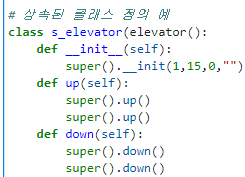 # 상속된 클래스 정의 예
class s_elevator(elevator():
    def __init__(self):
        super().__init(1,15,0,"")
    def up(self):
        super().up()
        super().up()
    def down(self):
        super().down()
        super().down()